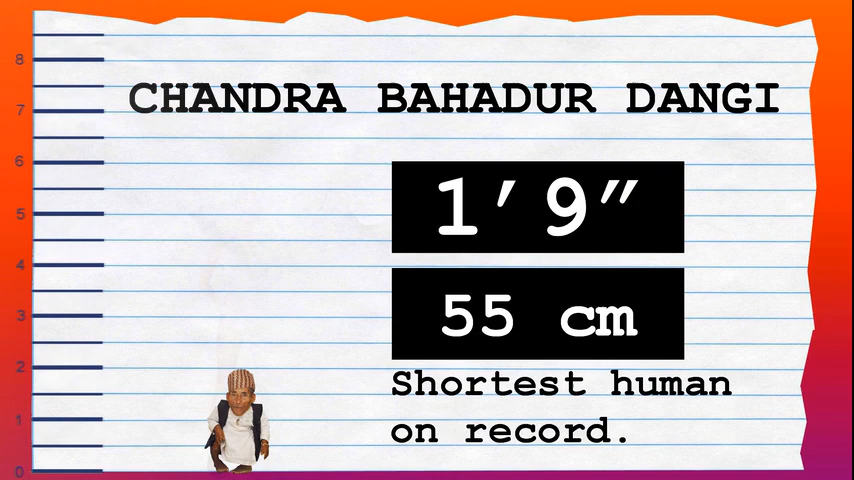 CHANDRA BAHADUR DANGI
1′9″
55 cm
Shortest human
on record.
8
7
6
5
4
3
2
1
0